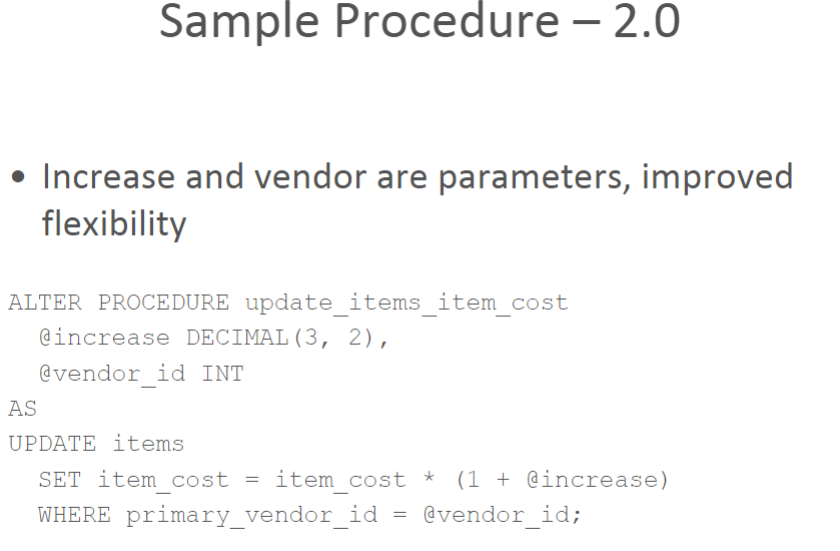 Sample Procedure – 2.0
• Increase and vendor are parameters, improved
flexibility
ALTER PROCEDURE update_items_item_cost
  @increase DECIMAL(3, 2),
  @vendor_id INT
AS
UPDATE items
  SET item_cost = item_cost * (1 + @increase)
  WHERE primary_vendor_id = @vendor_id;